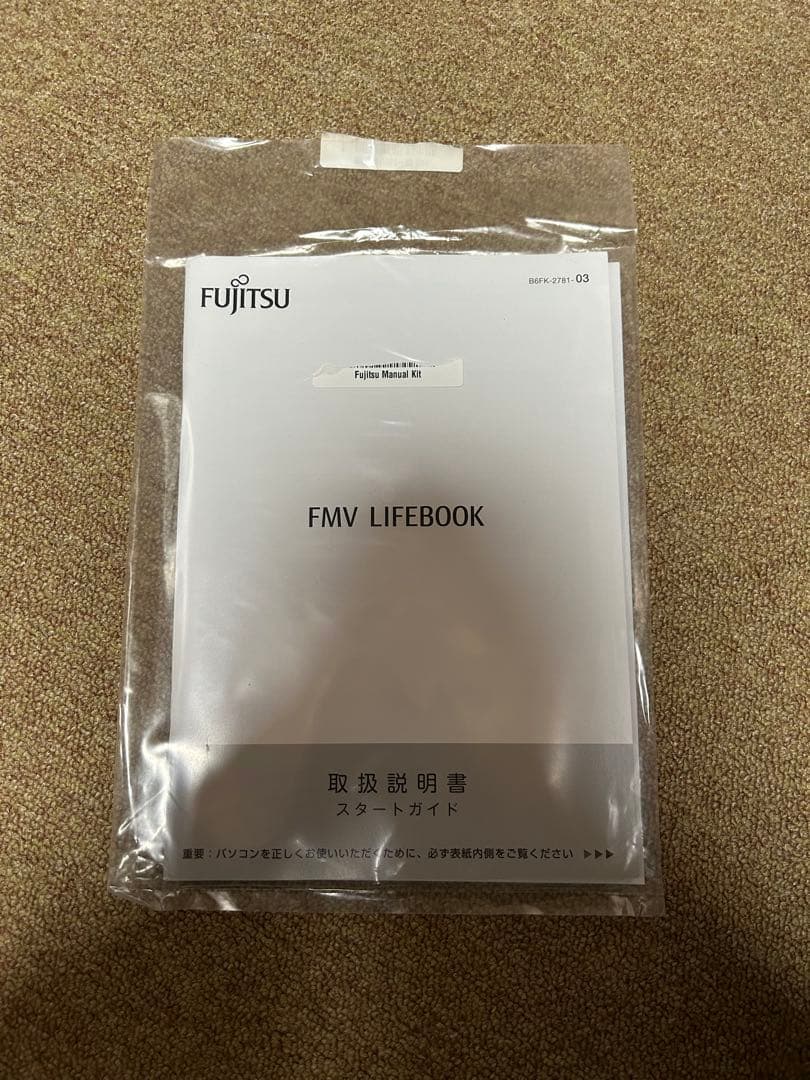 FUJITSU
B6FK-2781-03
Fujitsu Manual Kit
FMV LIFEBOOK
取扱説明書
スタートガイド
重要：パソコンを正しくお使いいただくために、必ず表紙内側をご覧ください ▶▶▶